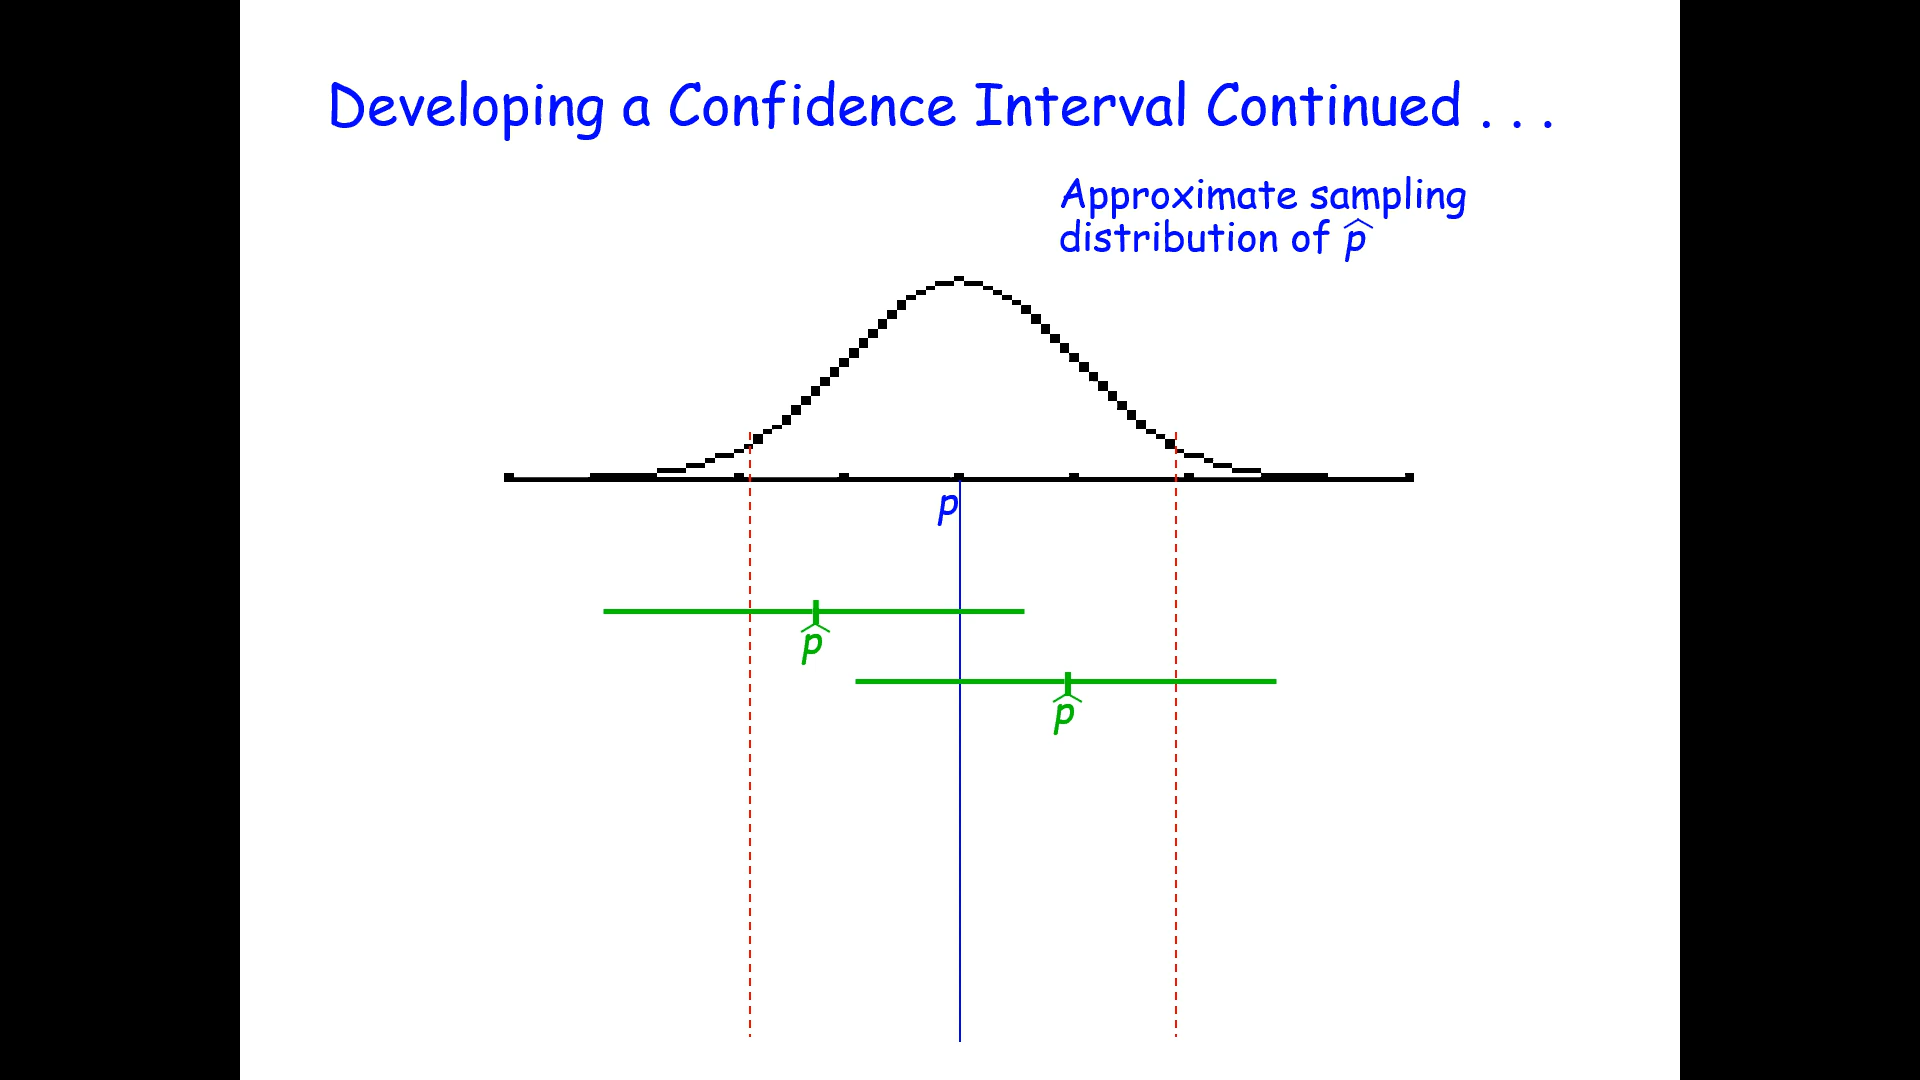 Developing a Confidence Interval Continued . . .
Approximate sampling
distribution of p̂
p
p̂
p̂